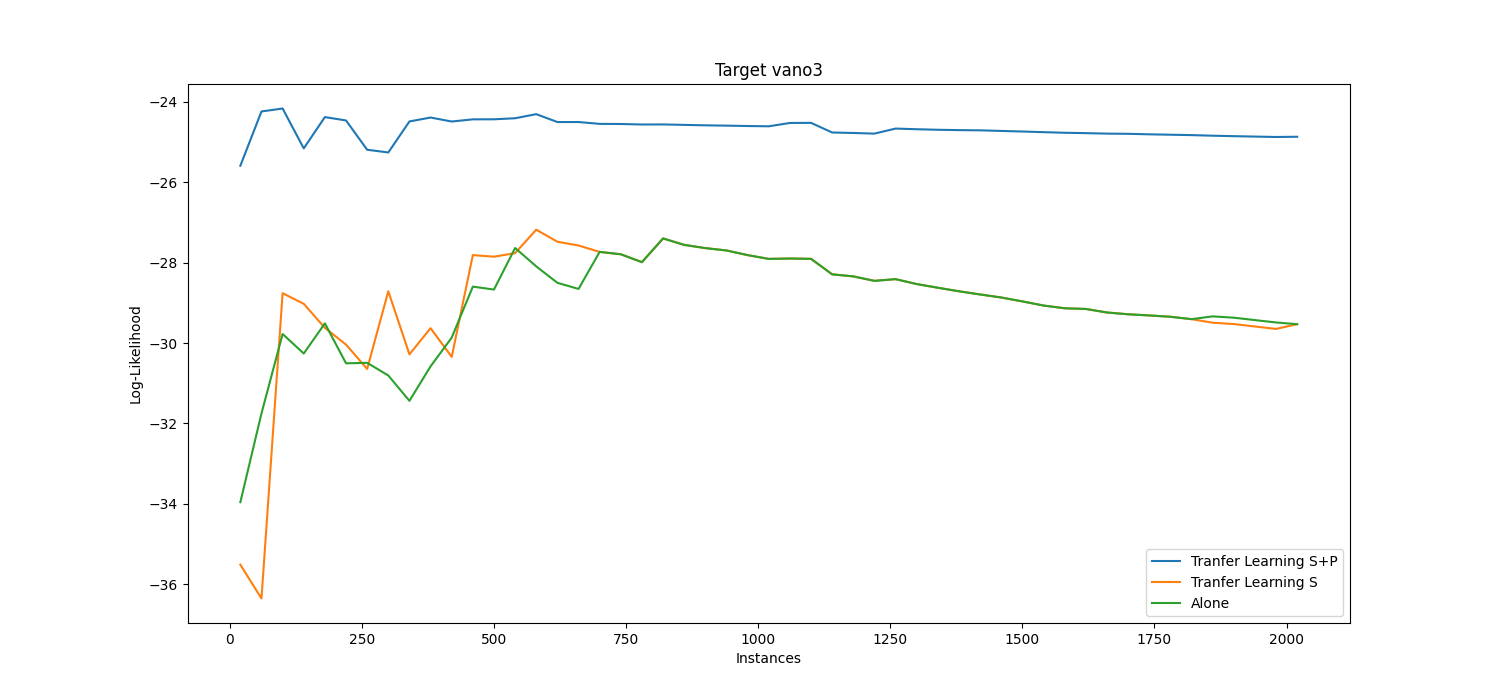 Target vano3
Log-Likelihood
−24
−26
−28
−30
−32
−34
−36
0
250
500
750
1000
1250
1500
1750
2000
Instances
Tranfer Learning S+P
Tranfer Learning S
Alone